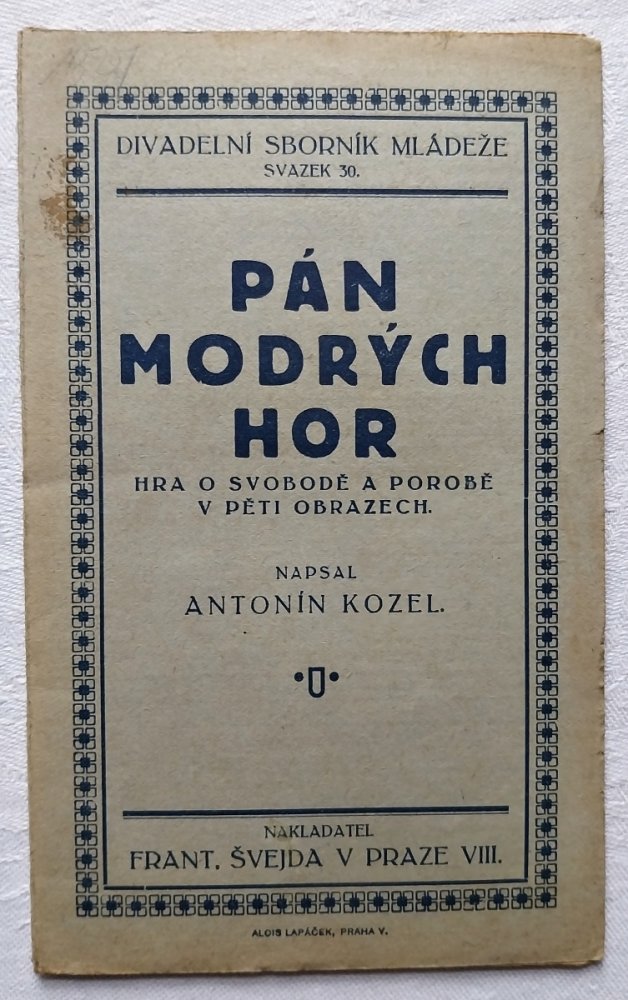 DIVADELNÍ SBORNÍK MLÁDEŽE
SVAZEK 30.
PÁN
MODRÝCH
HOR
HRA O SVOBODĚ A POROBĚ
V PĚTI OBRAZECH.
NAPSAL
ANTONÍN KOZEL.
NAKLADATEL
FRANT. ŠVEJDA V PRAZE VIII.
ALOIS LAPÁČEK, PRAHA V.